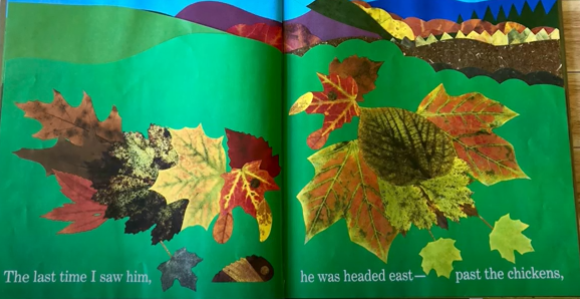 The last time I saw him,
he was headed east— past the chickens,